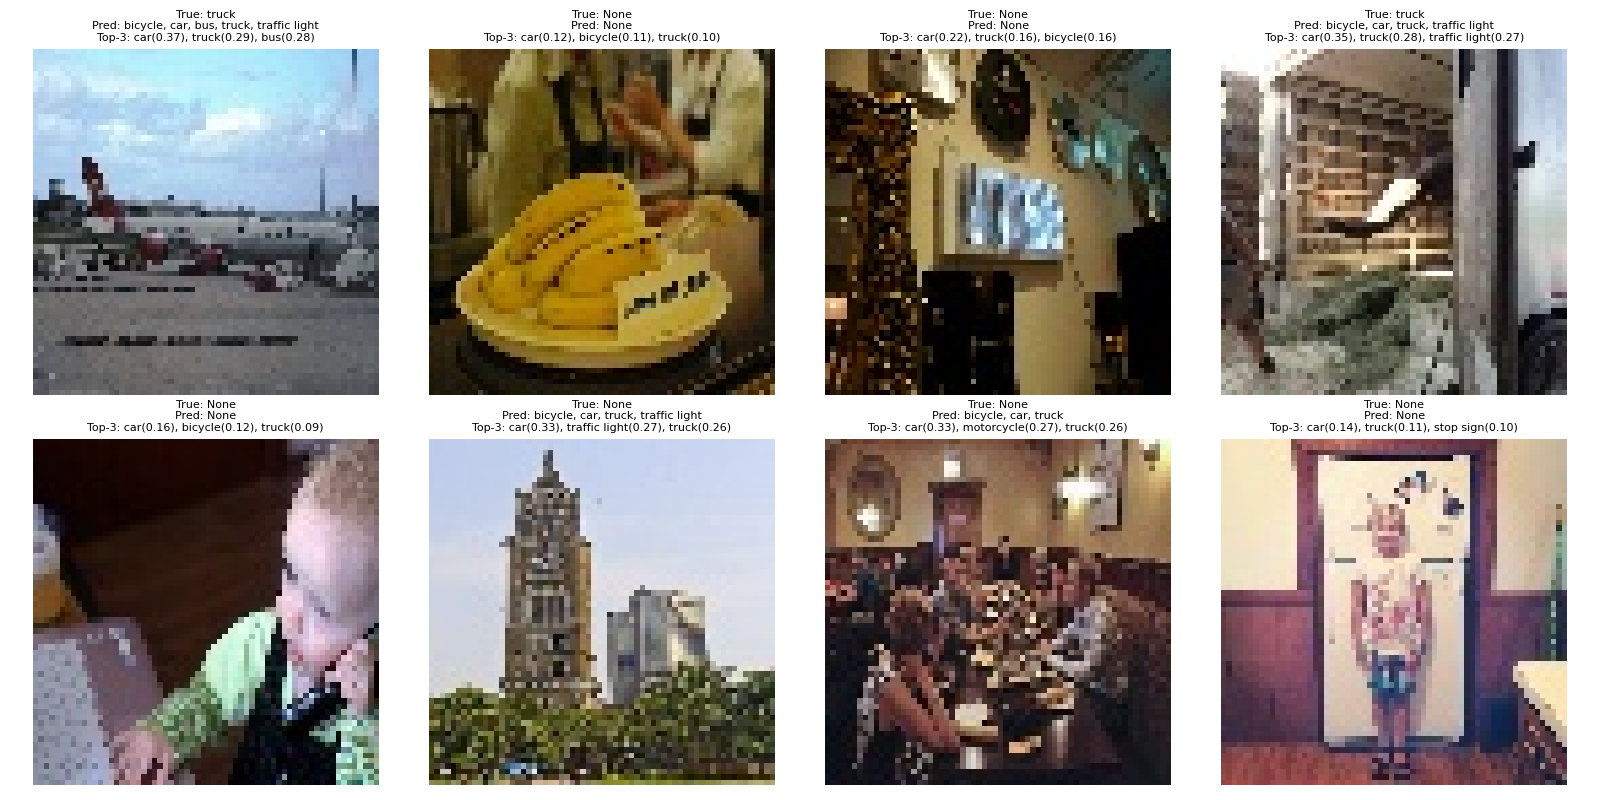 True: truck
Pred: bicycle, car, bus, truck, traffic light
Top-3: car(0.37), truck(0.29), bus(0.28)
True: None
Pred: None
Top-3: car(0.12), bicycle(0.11), truck(0.10)
True: None
Pred: None
Top-3: car(0.22), truck(0.16), bicycle(0.16)
True: truck
Pred: bicycle, car, truck, traffic light
Top-3: car(0.35), truck(0.28), traffic light(0.27)
True: None
Pred: None
Top-3: car(0.16), bicycle(0.12), truck(0.09)
True: None
Pred: bicycle, car, truck, traffic light
Top-3: car(0.33), traffic light(0.27), truck(0.26)
True: None
Pred: bicycle, car, truck
Top-3: car(0.33), motorcycle(0.27), truck(0.26)
True: None
Pred: None
Top-3: car(0.14), truck(0.11), stop sign(0.10)